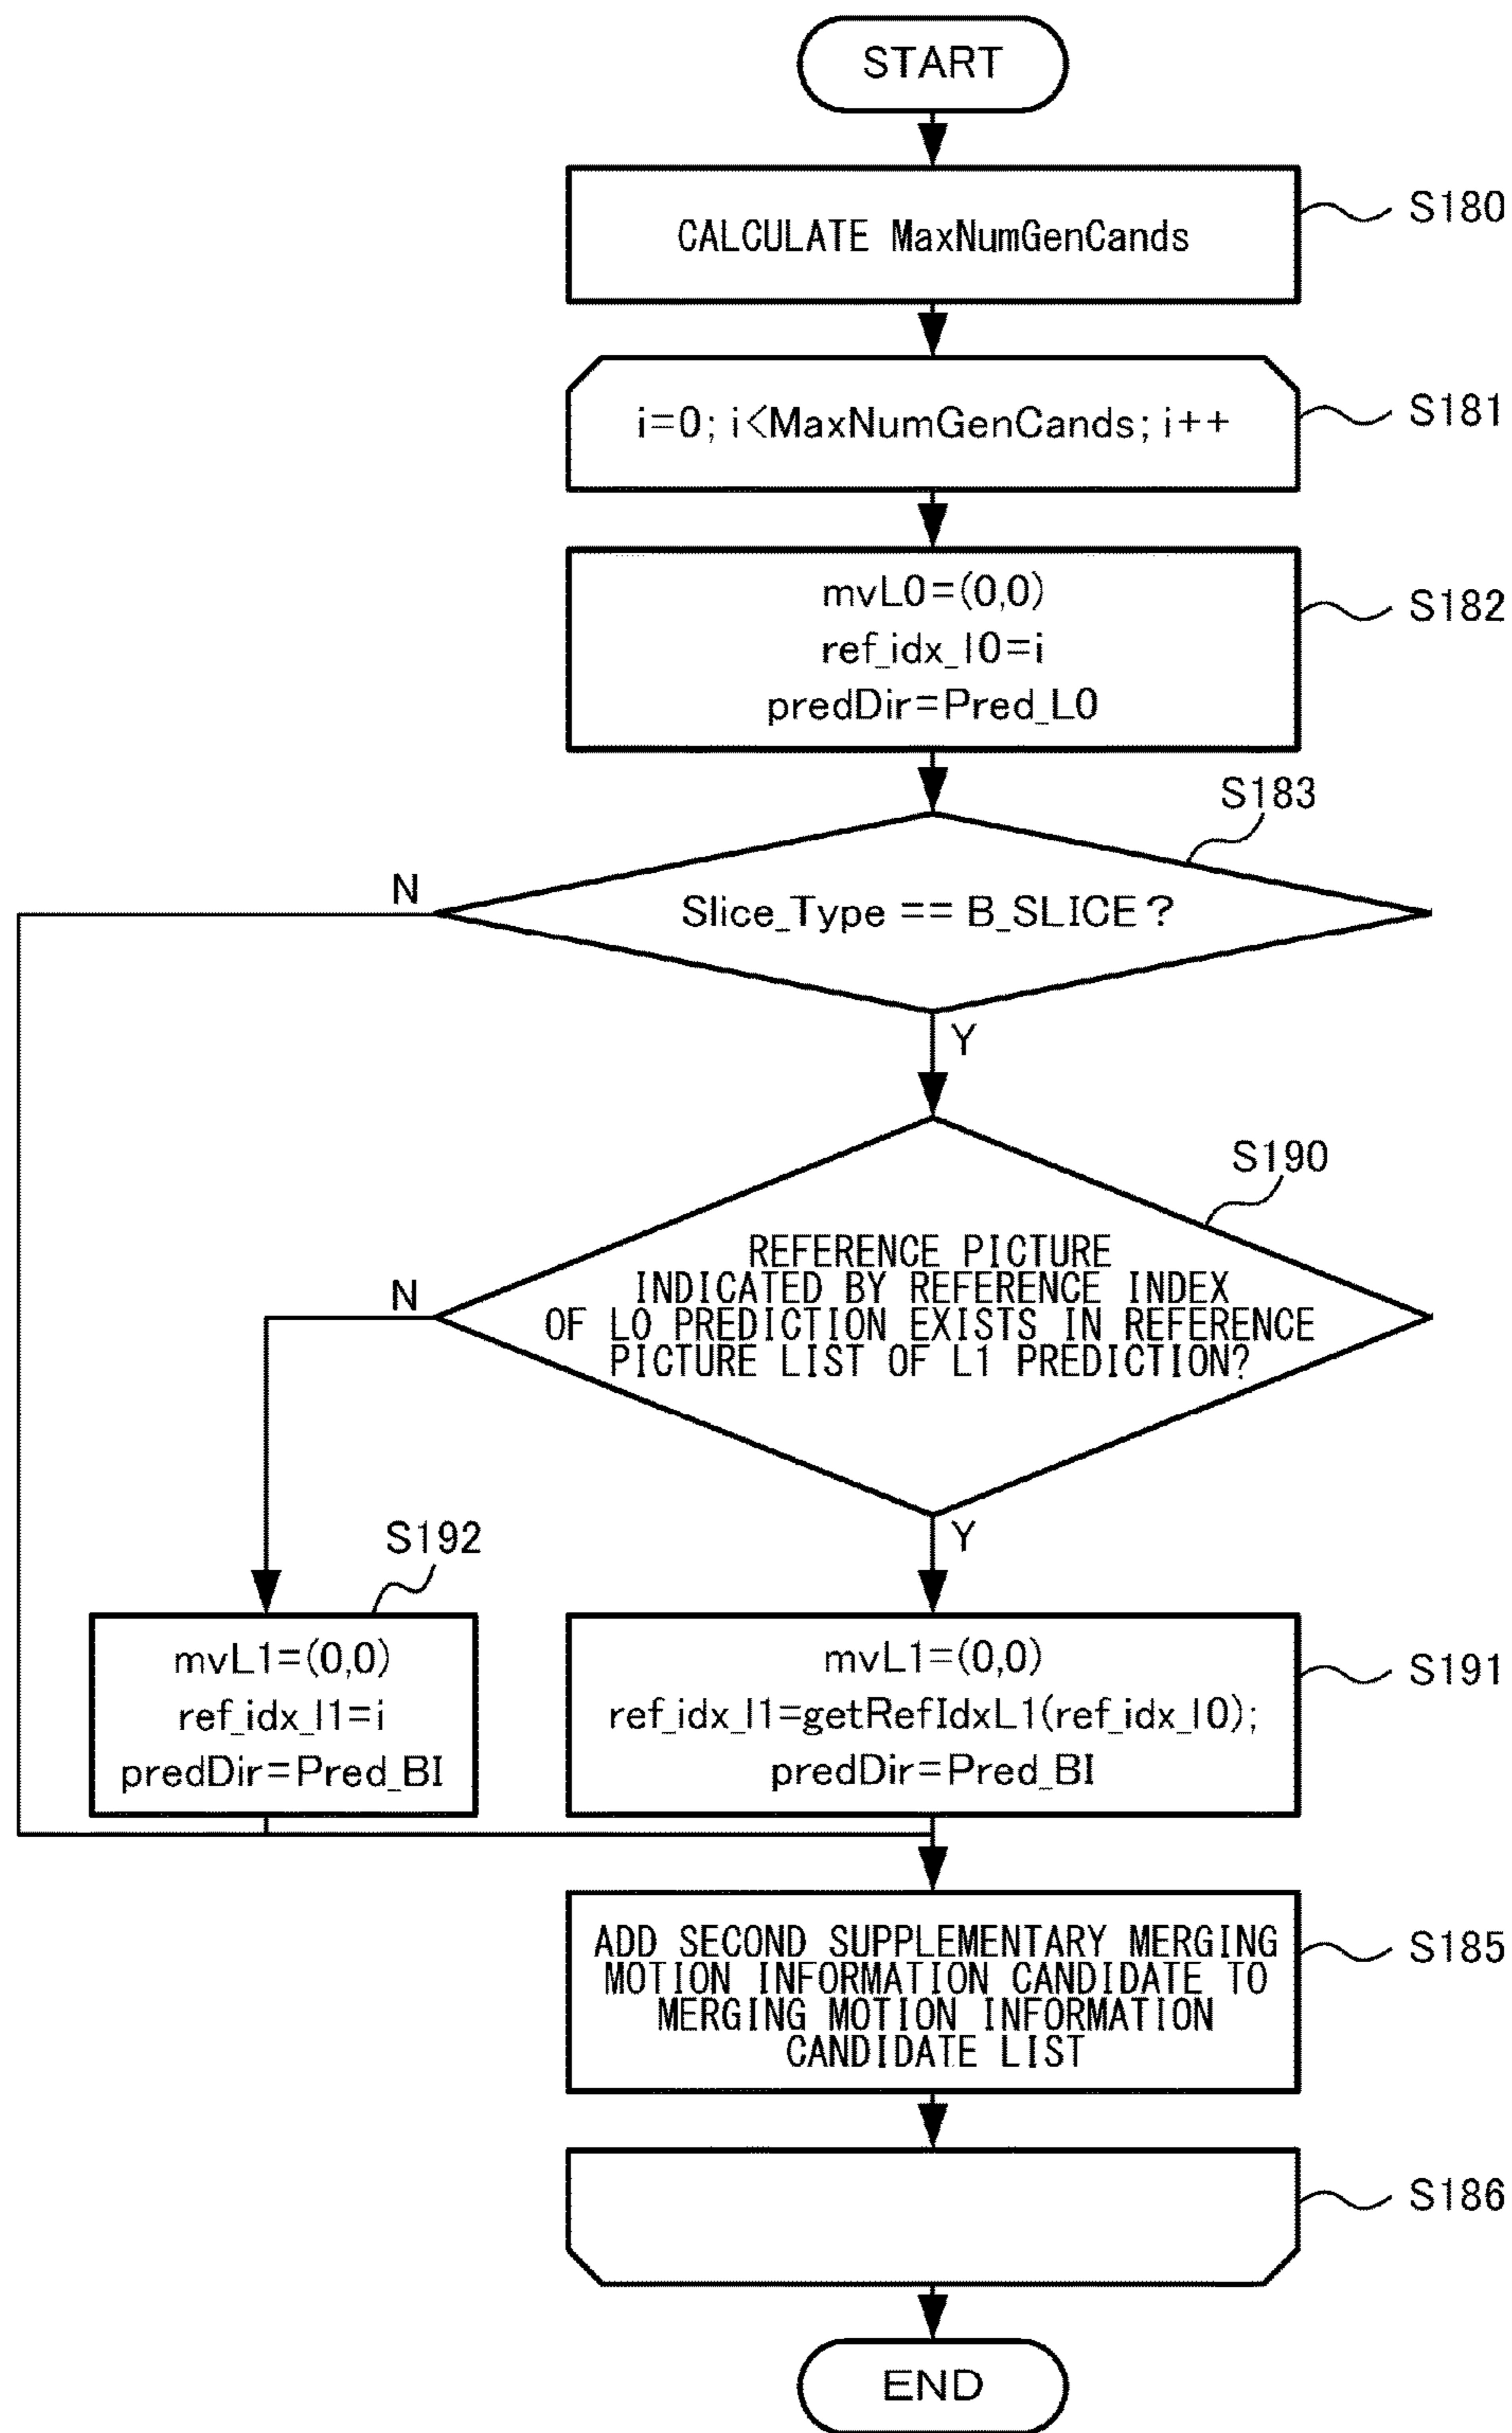 START
CALCULATE MaxNumGenCands
S180
i=0; i<MaxNumGenCands; i++
S181
mvL0=(0,0)
ref_idx_l0=i
predDir=Pred_L0
S182
S183
N
Slice_Type == B_SLICE?
Y
S190
N
REFERENCE PICTURE
INDICATED BY REFERENCE INDEX
OF L0 PREDICTION EXISTS IN REFERENCE
PICTURE LIST OF L1 PREDICTION?
Y
S192
mvL1=(0,0)
ref_idx_l1=i
predDir=Pred_BI
mvL1=(0,0)
ref_idx_l1=getRefIdxL1(ref_idx_l0);
predDir=Pred_BI
S191
ADD SECOND SUPPLEMENTARY MERGING
MOTION INFORMATION CANDIDATE TO
MERGING MOTION INFORMATION
CANDIDATE LIST
S185
S186
END